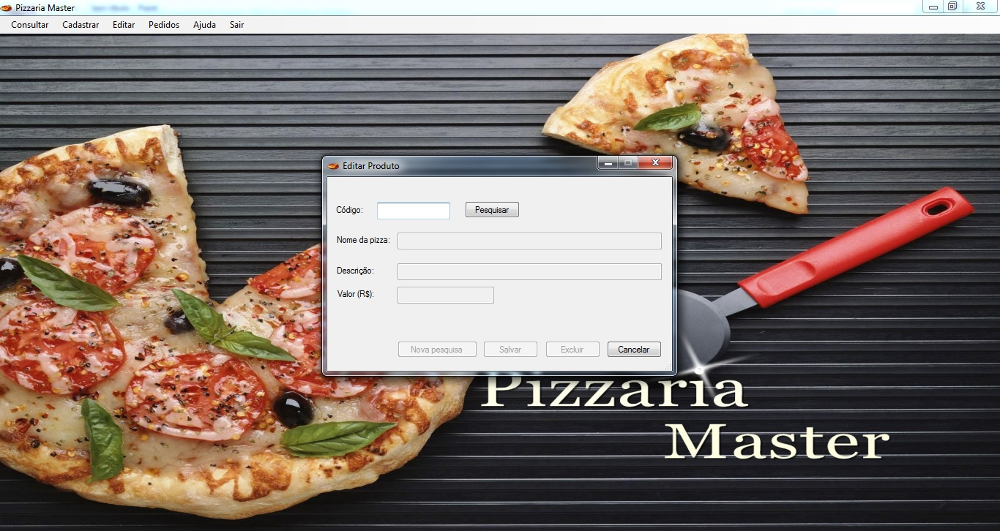 Pizzaria Master
Consultar Cadastrar Editar Pedidos Ajuda Sair
Editar Produto
Código: Pesquisar
Nome da pizza:
Descrição:
Valor (R$):
Nova pesquisa Salvar Excluir Cancelar
Pizzaria
Master